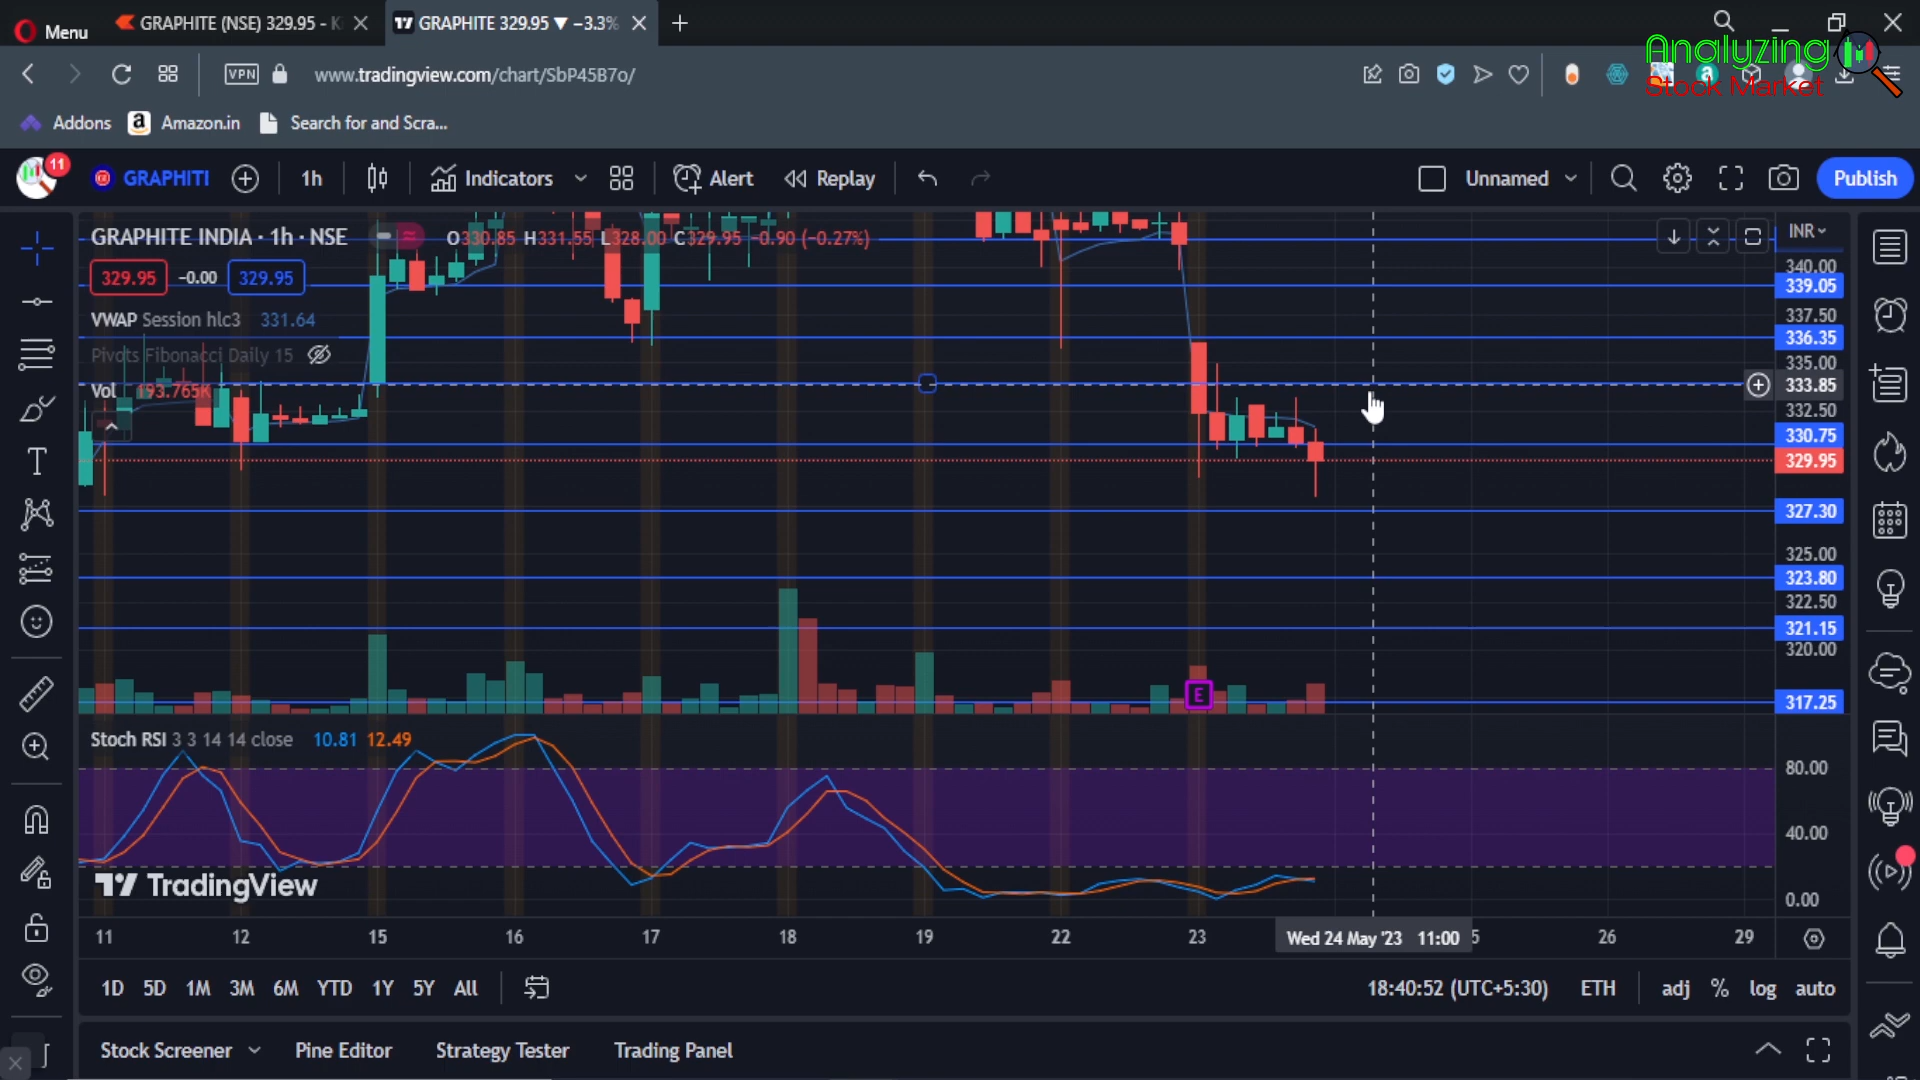 Menu
GRAPHITE (NSE) 329.95 - K
GRAPHITE 329.95 ▼ −3.3%
Analyzing
Stock Market
VPN
www.tradingview.com/chart/SbP45B7o/
Addons
Amazon.in
Search for and Scra...
11
GRAPHITI
1h
Indicators
Alert
Replay
Unnamed
Publish
GRAPHITE INDIA · 1h · NSE
O330.85 H331.55 L328.00 C329.95 −0.90 (−0.27%)
INR
329.95
−0.00
329.95
VWAP Session hlc3 331.64
Pivots Fibonacci Daily 15
Vol 193.765K
340.00
339.05
337.50
336.35
335.00
333.85
332.50
330.75
329.95
327.30
325.00
323.80
322.50
321.15
320.00
317.25
E
Stoch RSI 3 3 14 14 close 10.81 12.49
80.00
40.00
0.00
TradingView
11
12
15
16
17
18
19
22
23
Wed 24 May '23 11:00
5
26
29
1D 5D 1M 3M 6M YTD 1Y 5Y All
18:40:52 (UTC+5:30)
ETH
adj
%
log
auto
Stock Screener
Pine Editor
Strategy Tester
Trading Panel